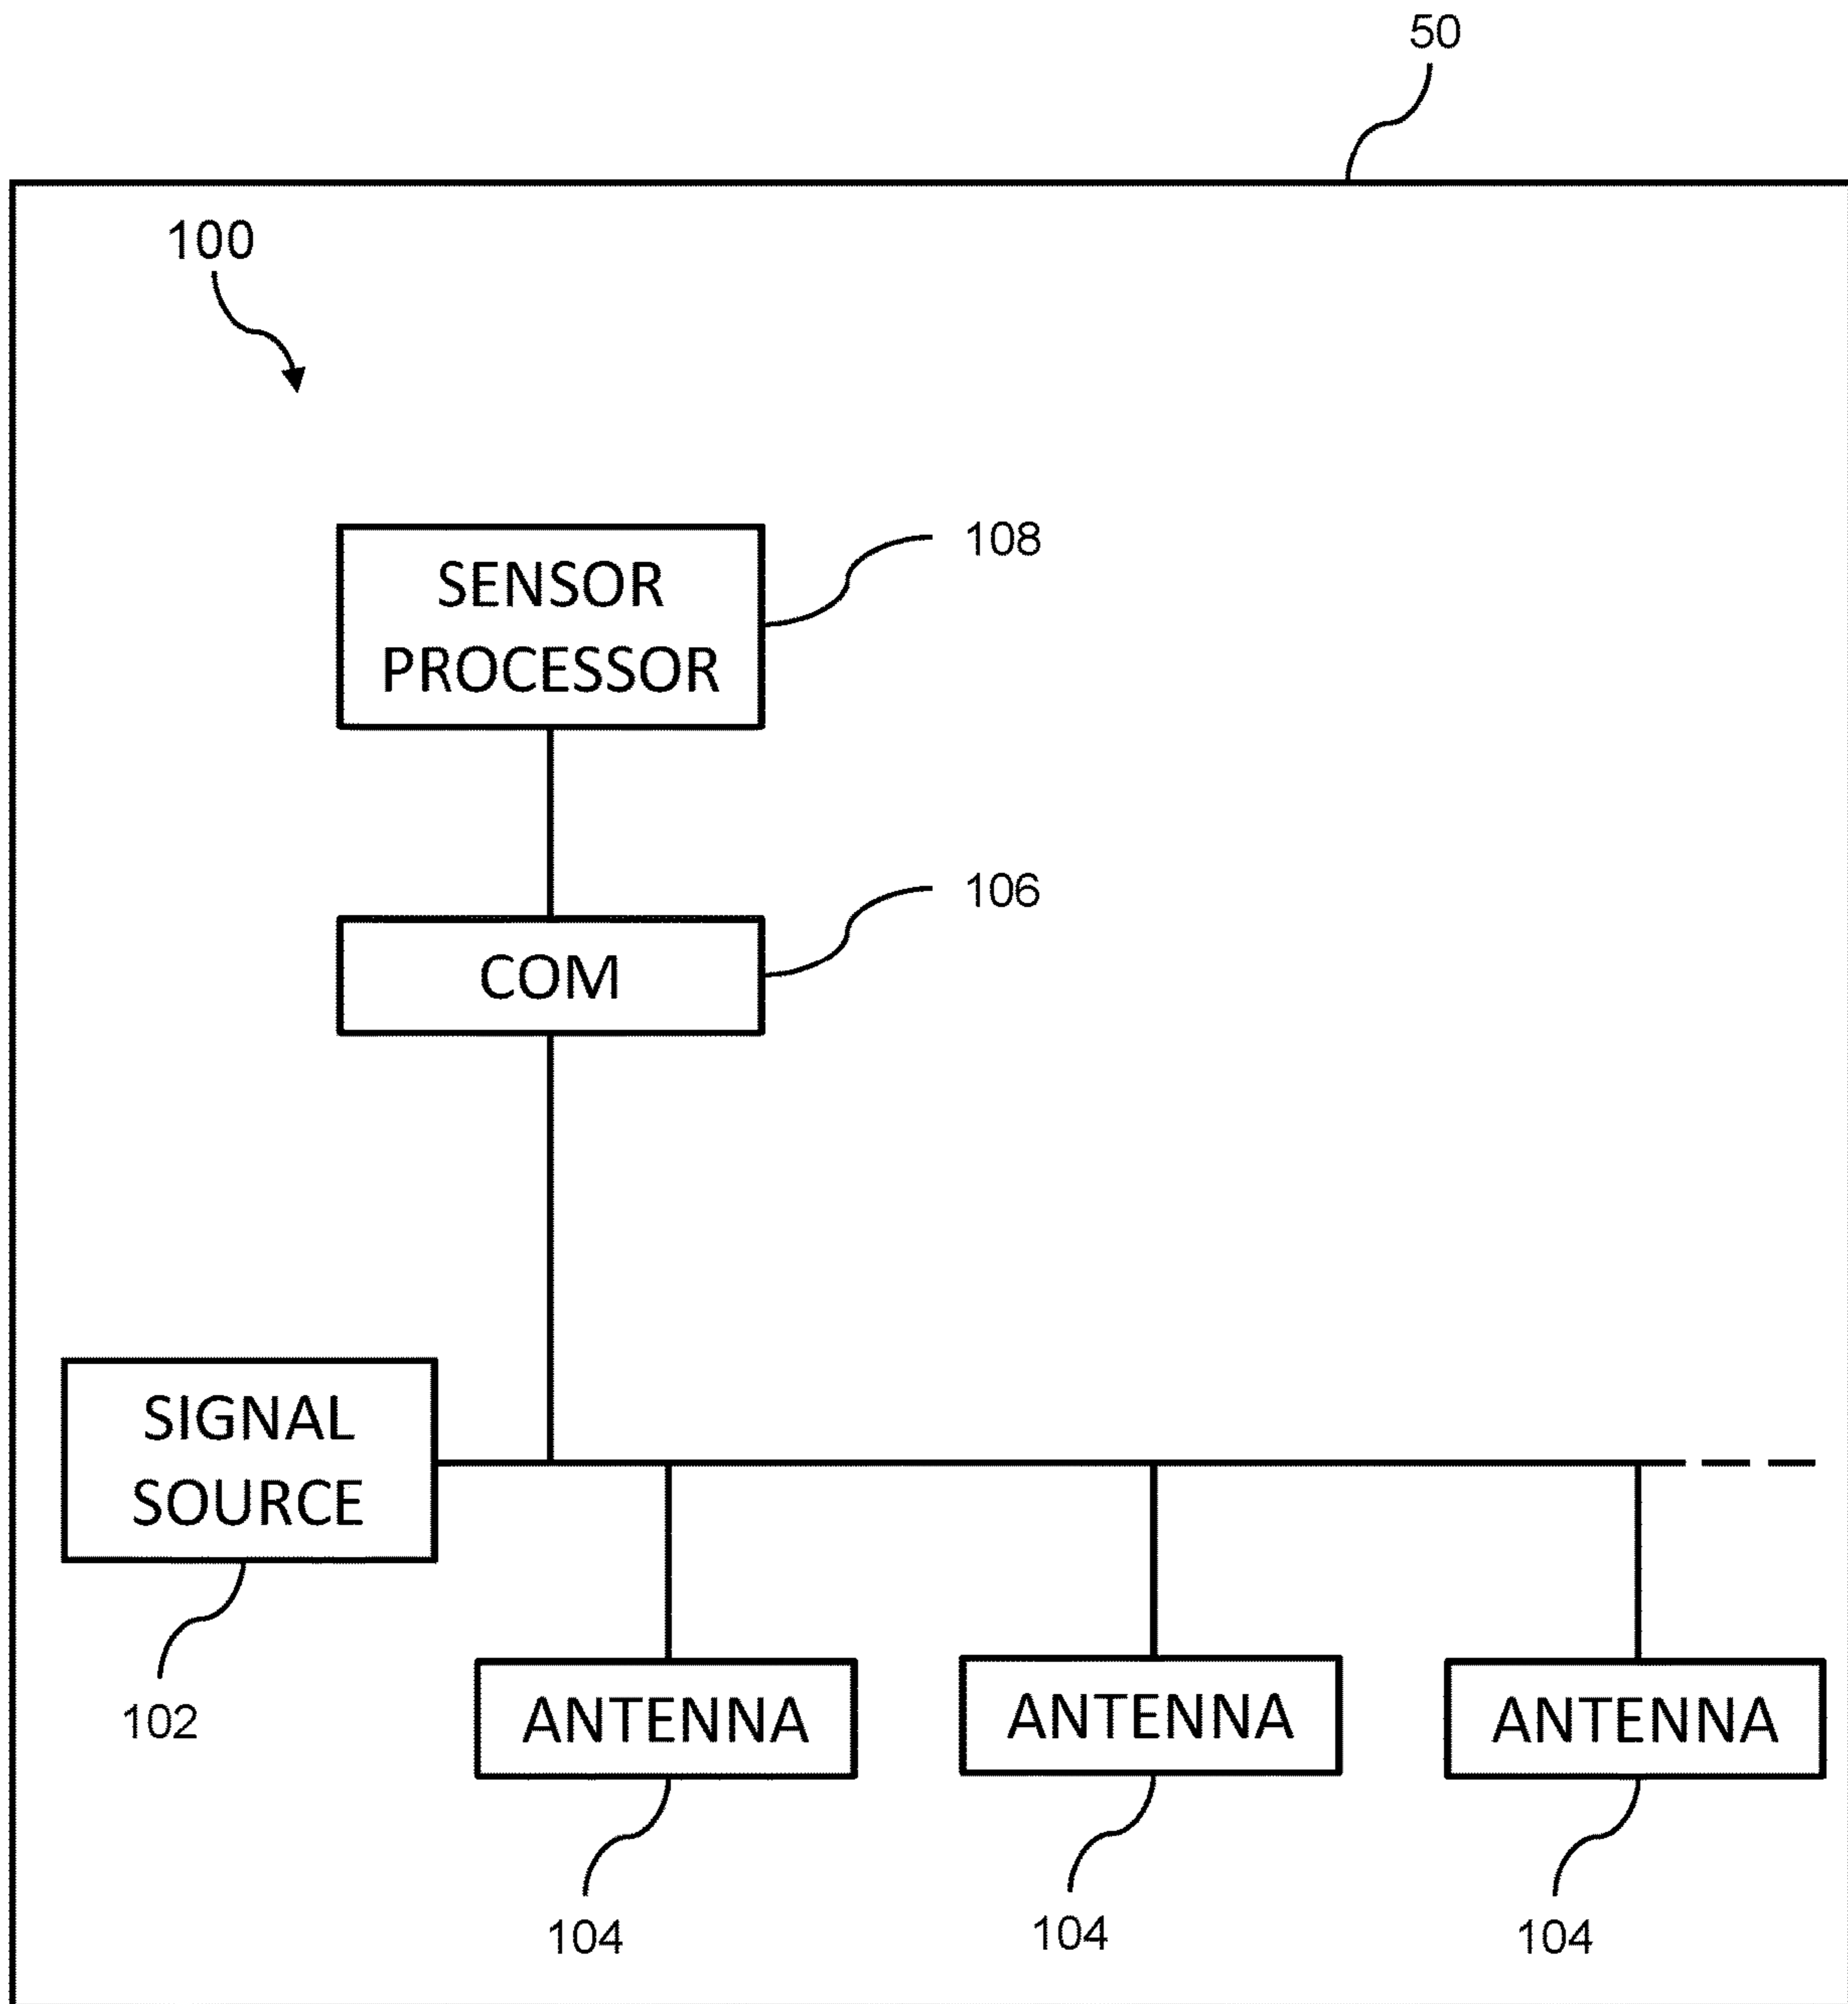 50
100
SENSOR
PROCESSOR
108
COM
106
SIGNAL
SOURCE
102
ANTENNA
ANTENNA
ANTENNA
104
104
104